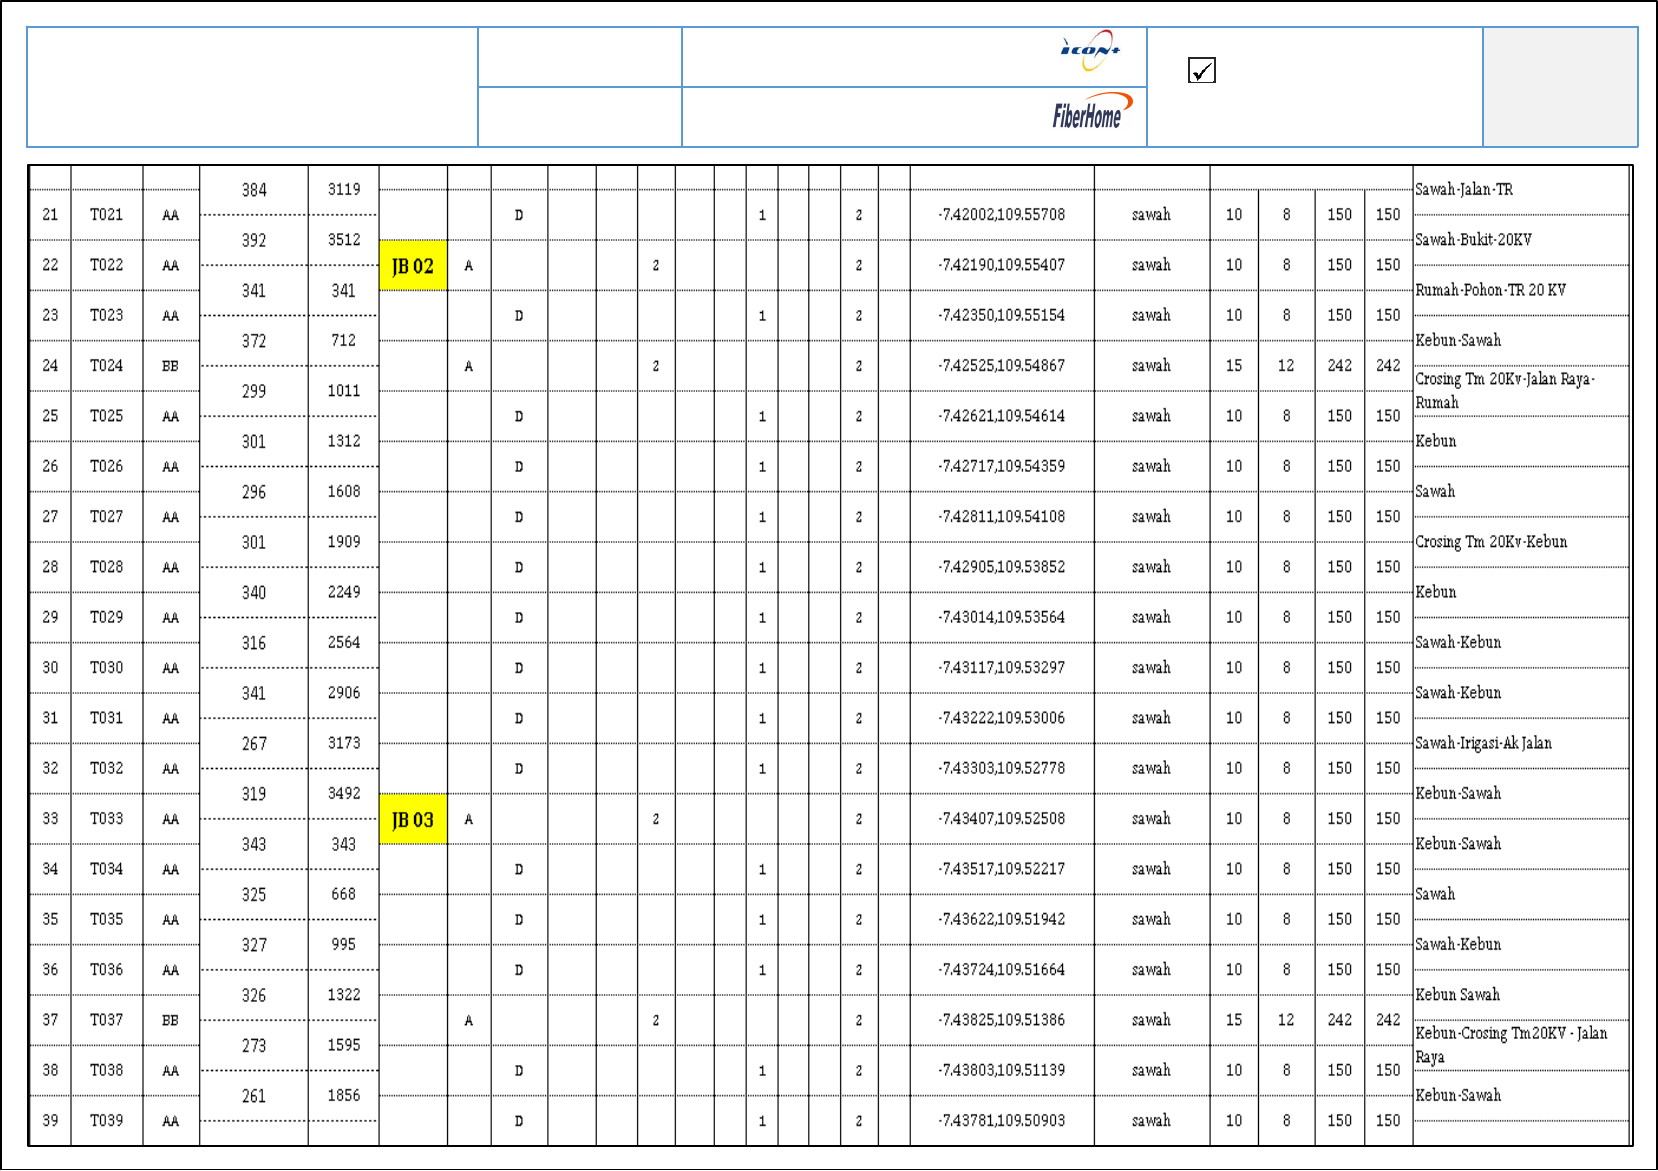 icon+
FiberHome
384 3119 Sawah-Jalan-TR
21 T021 AA D 1 2 -7.42002,109.55708 sawah 10 8 150 150
392 3512 Sawah-Bukit-20KV
22 T022 AA JB 02 A 2 2 -7.42190,109.55407 sawah 10 8 150 150
341 341 Rumah-Pohon-TR 20 KV
23 T023 AA D 1 2 -7.42350,109.55154 sawah 10 8 150 150
372 712 Kebun-Sawah
24 T024 BB A 2 2 -7.42525,109.54867 sawah 15 12 242 242
299 1011 Crosing Tm 20Kv-Jalan Raya-
Rumah
25 T025 AA D 1 2 -7.42621,109.54614 sawah 10 8 150 150
301 1312 Kebun
26 T026 AA D 1 2 -7.42717,109.54359 sawah 10 8 150 150
296 1608 Sawah
27 T027 AA D 1 2 -7.42811,109.54108 sawah 10 8 150 150
301 1909 Crosing Tm 20Kv-Kebun
28 T028 AA D 1 2 -7.42905,109.53852 sawah 10 8 150 150
340 2249 Kebun
29 T029 AA D 1 2 -7.43014,109.53564 sawah 10 8 150 150
316 2564 Sawah-Kebun
30 T030 AA D 1 2 -7.43117,109.53297 sawah 10 8 150 150
341 2906 Sawah-Kebun
31 T031 AA D 1 2 -7.43222,109.53006 sawah 10 8 150 150
267 3173 Sawah-Irigasi-Ak Jalan
32 T032 AA D 1 2 -7.43303,109.52778 sawah 10 8 150 150
319 3492 Kebun-Sawah
33 T033 AA JB 03 A 2 2 -7.43407,109.52508 sawah 10 8 150 150
343 343 Kebun-Sawah
34 T034 AA D 1 2 -7.43517,109.52217 sawah 10 8 150 150
325 668 Sawah
35 T035 AA D 1 2 -7.43622,109.51942 sawah 10 8 150 150
327 995 Sawah-Kebun
36 T036 AA D 1 2 -7.43724,109.51664 sawah 10 8 150 150
326 1322 Kebun Sawah
37 T037 BB A 2 2 -7.43825,109.51386 sawah 15 12 242 242
273 1595 Kebun-Crosing Tm20KV - Jalan
Raya
38 T038 AA D 1 2 -7.43803,109.51139 sawah 10 8 150 150
261 1856 Kebun-Sawah
39 T039 AA D 1 2 -7.43781,109.50903 sawah 10 8 150 150